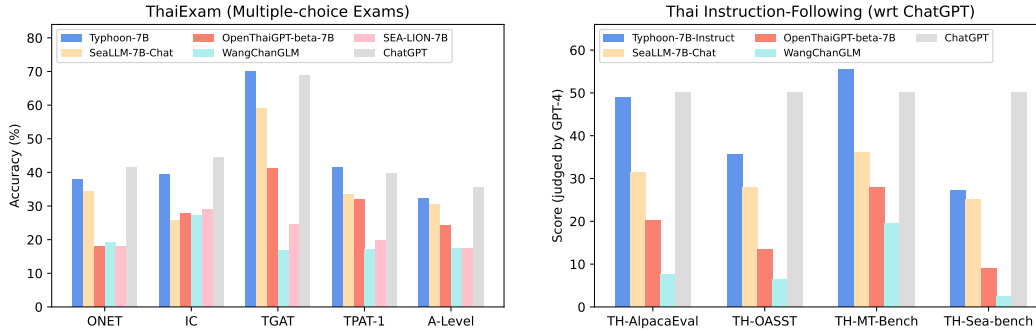 ThaiExam (Multiple-choice Exams)
Accuracy (%)
80
70
60
50
40
30
20
10
0
Typhoon-7B
SeaLLM-7B-Chat
OpenThaiGPT-beta-7B
WangChanGLM
SEA-LION-7B
ChatGPT
ONET
IC
TGAT
TPAT-1
A-Level
Thai Instruction-Following (wrt ChatGPT)
Score (judged by GPT-4)
60
50
40
30
20
10
0
Typhoon-7B-Instruct
SeaLLM-7B-Chat
OpenThaiGPT-beta-7B
WangChanGLM
ChatGPT
TH-AlpacaEval
TH-OASST
TH-MT-Bench
TH-Sea-bench